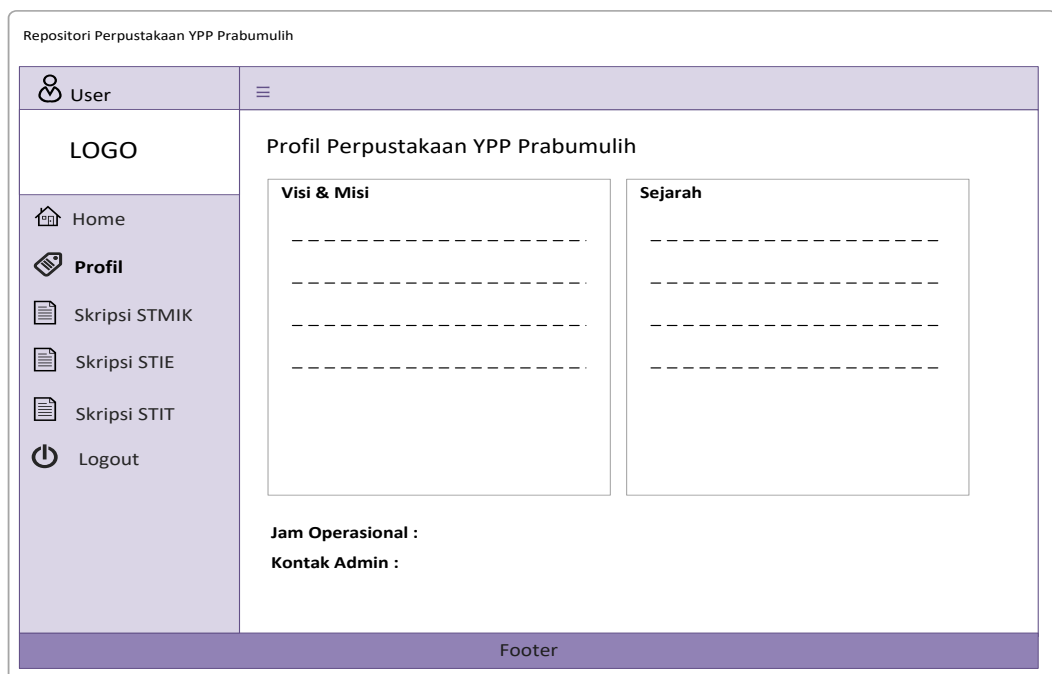 Repositori Perpustakaan YPP Prabumulih
User
LOGO
Home
Profil
Skripsi STMIK
Skripsi STIE
Skripsi STIT
Logout
Profil Perpustakaan YPP Prabumulih
Visi & Misi
Sejarah
Jam Operasional :
Kontak Admin :
Footer